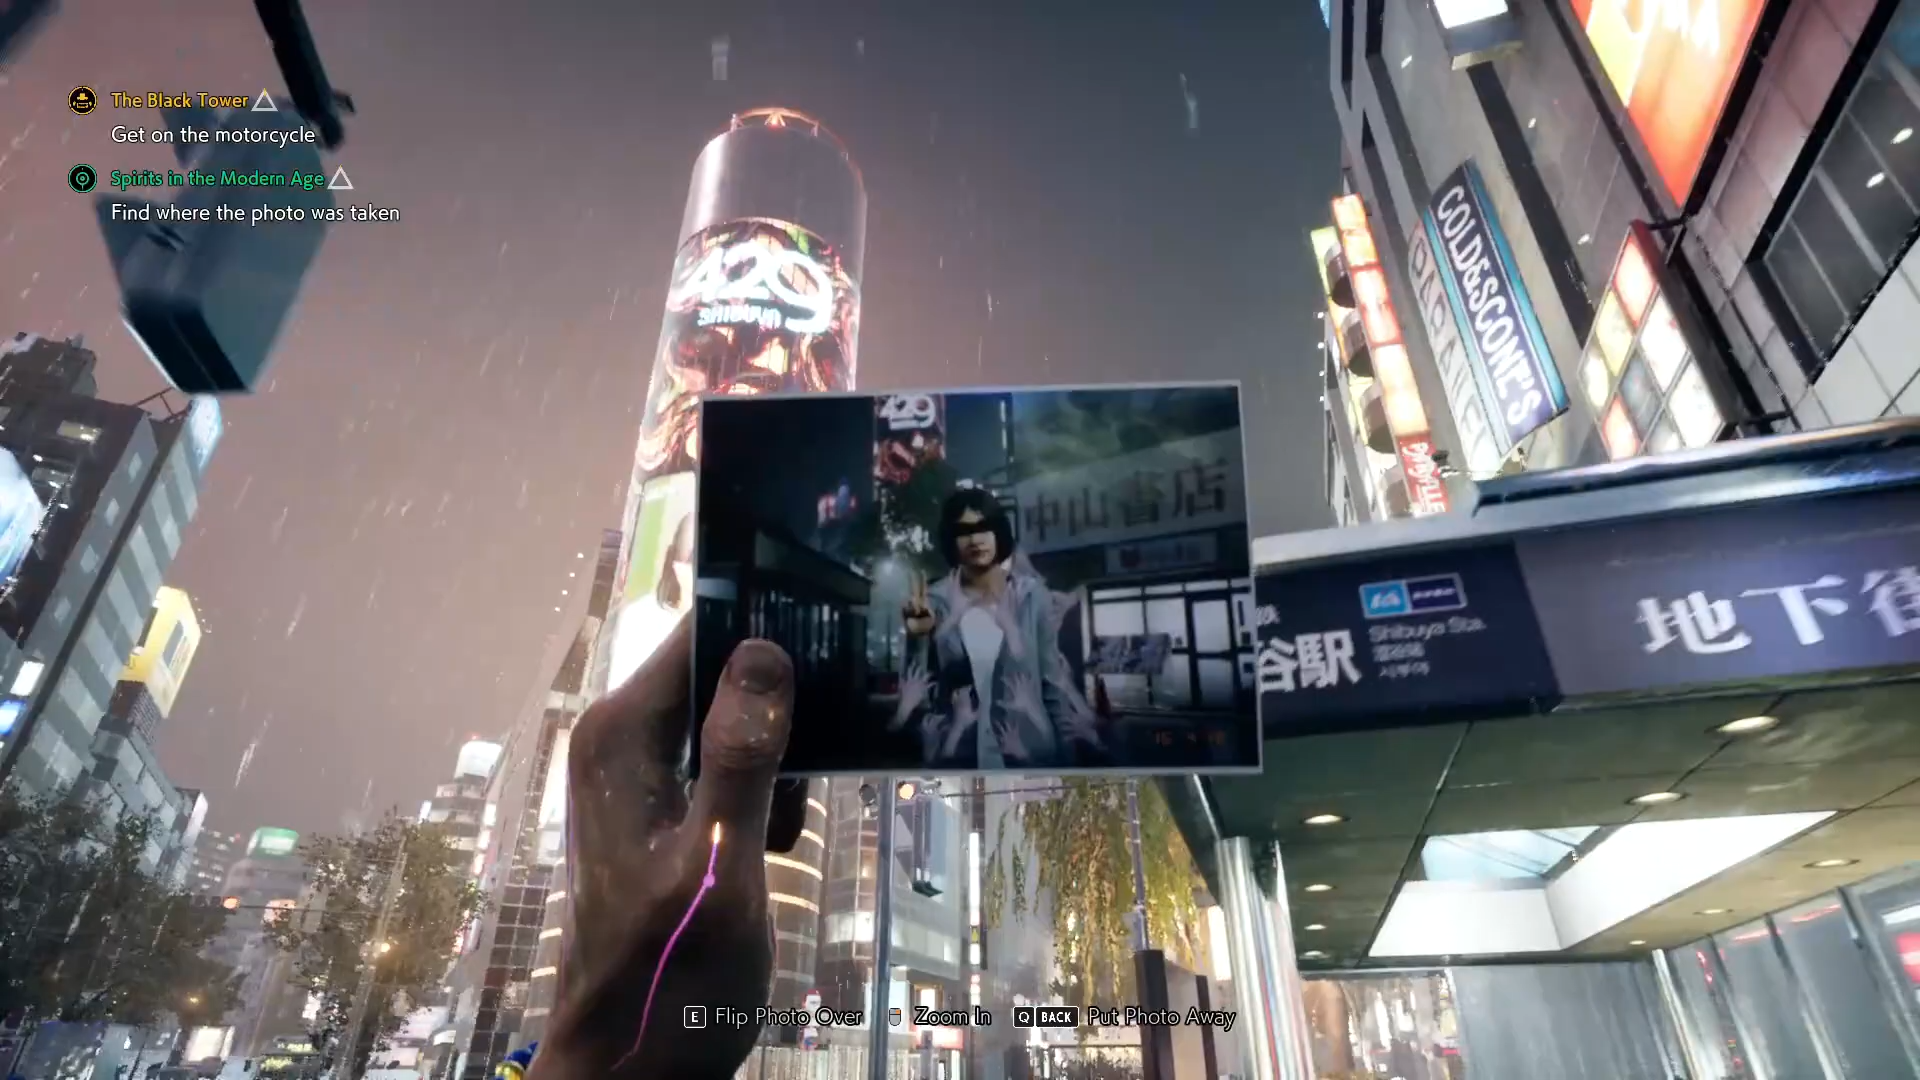 The Black Tower
Get on the motorcycle
Spirits in the Modern Age
Find where the photo was taken
429
SHIBUYA
COLD&SCONE'S
429
中山書店
谷駅
Shibuya Sta.
地下街
E Flip Photo Over
Zoom In
Q BACK Put Photo Away